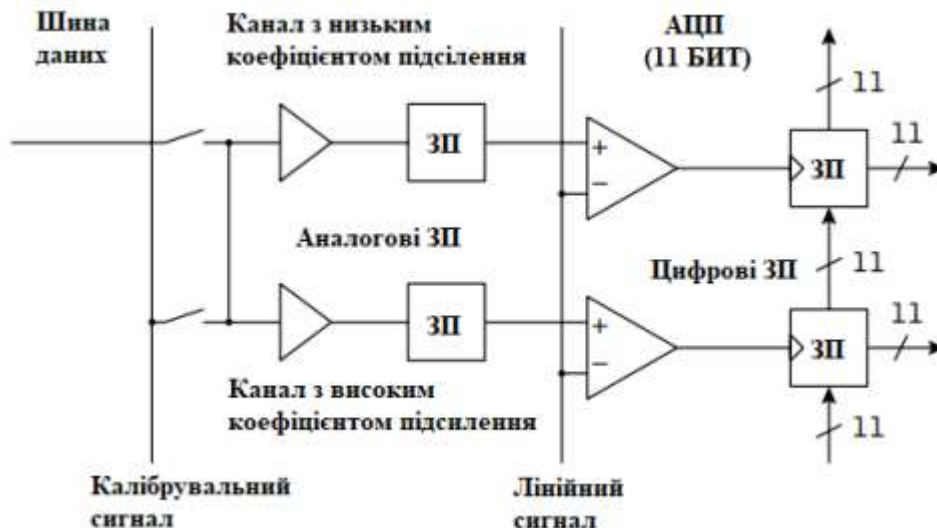 Шина
даних
Канал з низьким
коефіцієнтом підсілення
АЦП
(11 БИТ)
11
11
+
−
ЗП
ЗП
Аналогові ЗП
Цифрові ЗП
11
11
+
−
ЗП
ЗП
Канал з високим
коефіцієнтом підсилення
11
Калібрувальний
сигнал
Лінійний
сигнал